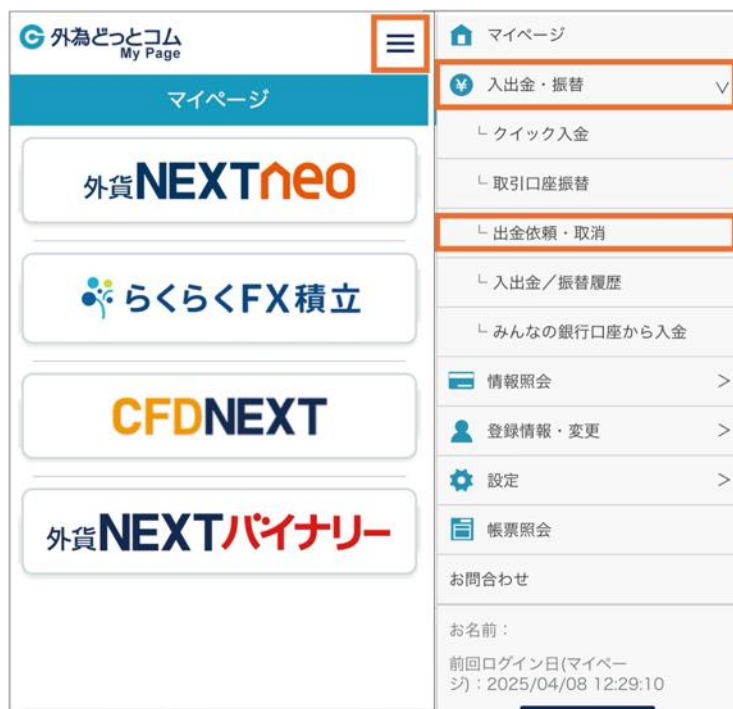 外為どっとコム
My Page
マイページ
外貨NEXTneo
らくらくFX積立
CFDNEXT
外貨NEXTバイナリー
マイページ
入出金・振替
└ クイック入金
└ 取引口座振替
└ 出金依頼・取消
└ 入出金／振替履歴
└ みんなの銀行口座から入金
情報照会
登録情報・変更
設定
帳票照会
お問合わせ
お名前：
前回ログイン日(マイペー
ジ)：2025/04/08 12:29:10